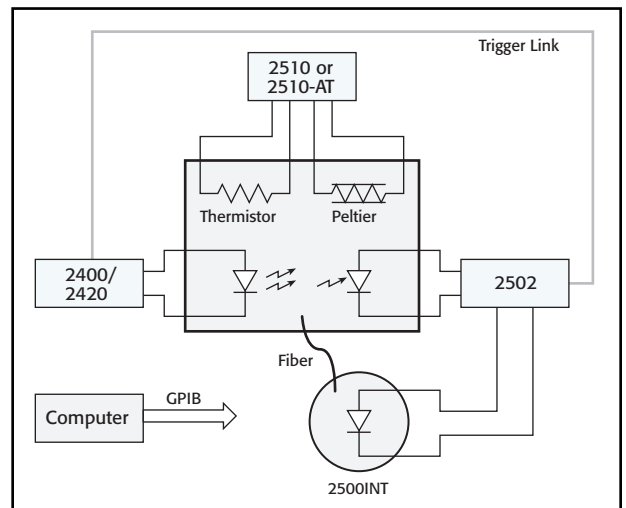 Trigger Link
2510 or
2510-AT
Thermistor
Peltier
2400/
2420
2502
Fiber
Computer
GPIB
2500INT